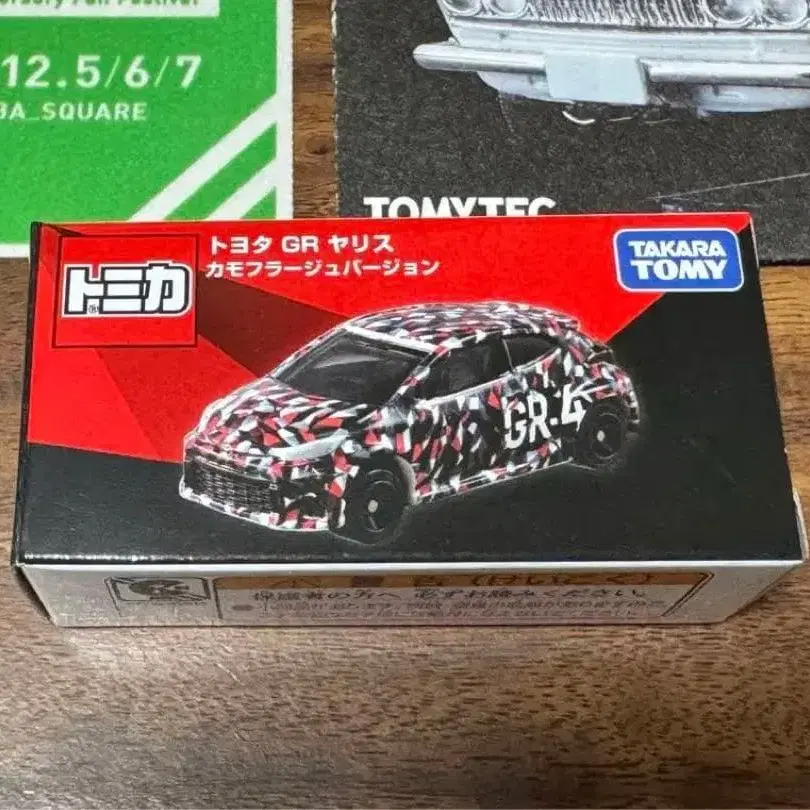 12.5/6/7
BA_SQUARE
TOMYTEC
トミカ
トヨタ GR ヤリス
カモフラージュバージョン
TAKARA
TOMY
GR-4
保護者の方へ 必ずお読みください。